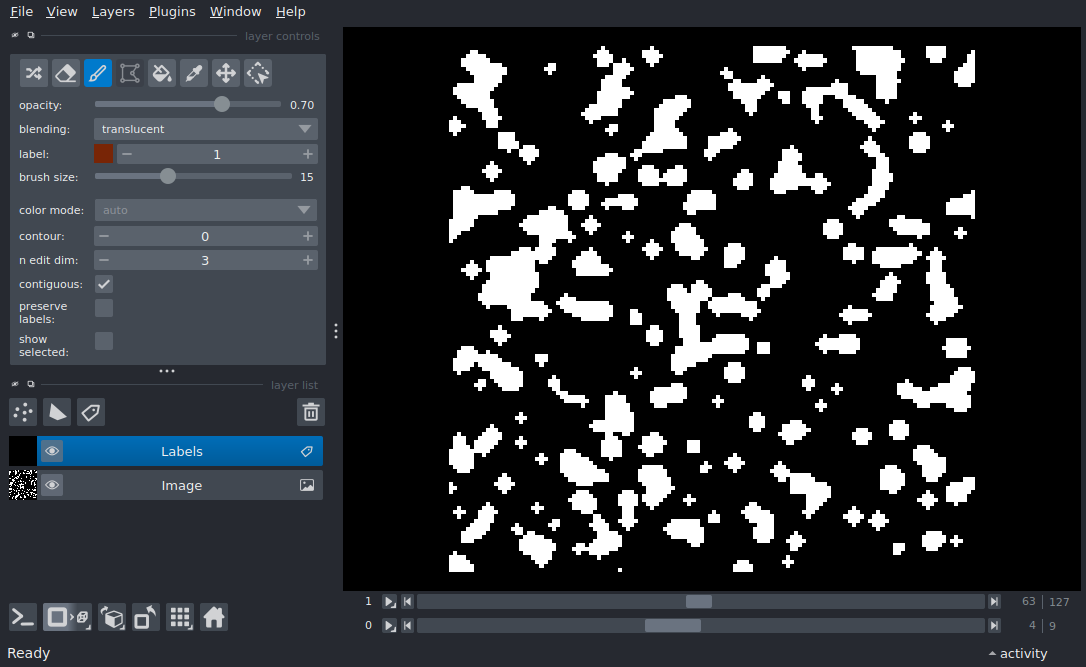 File View Layers Plugins Window Help
layer controls
opacity: 0.70
blending: translucent
label: 1
brush size: 15
color mode: auto
contour: 0
n edit dim: 3
contiguous:
preserve
labels:
show
selected:
layer list
Labels
Image
1 63 127
0 4 9
Ready activity